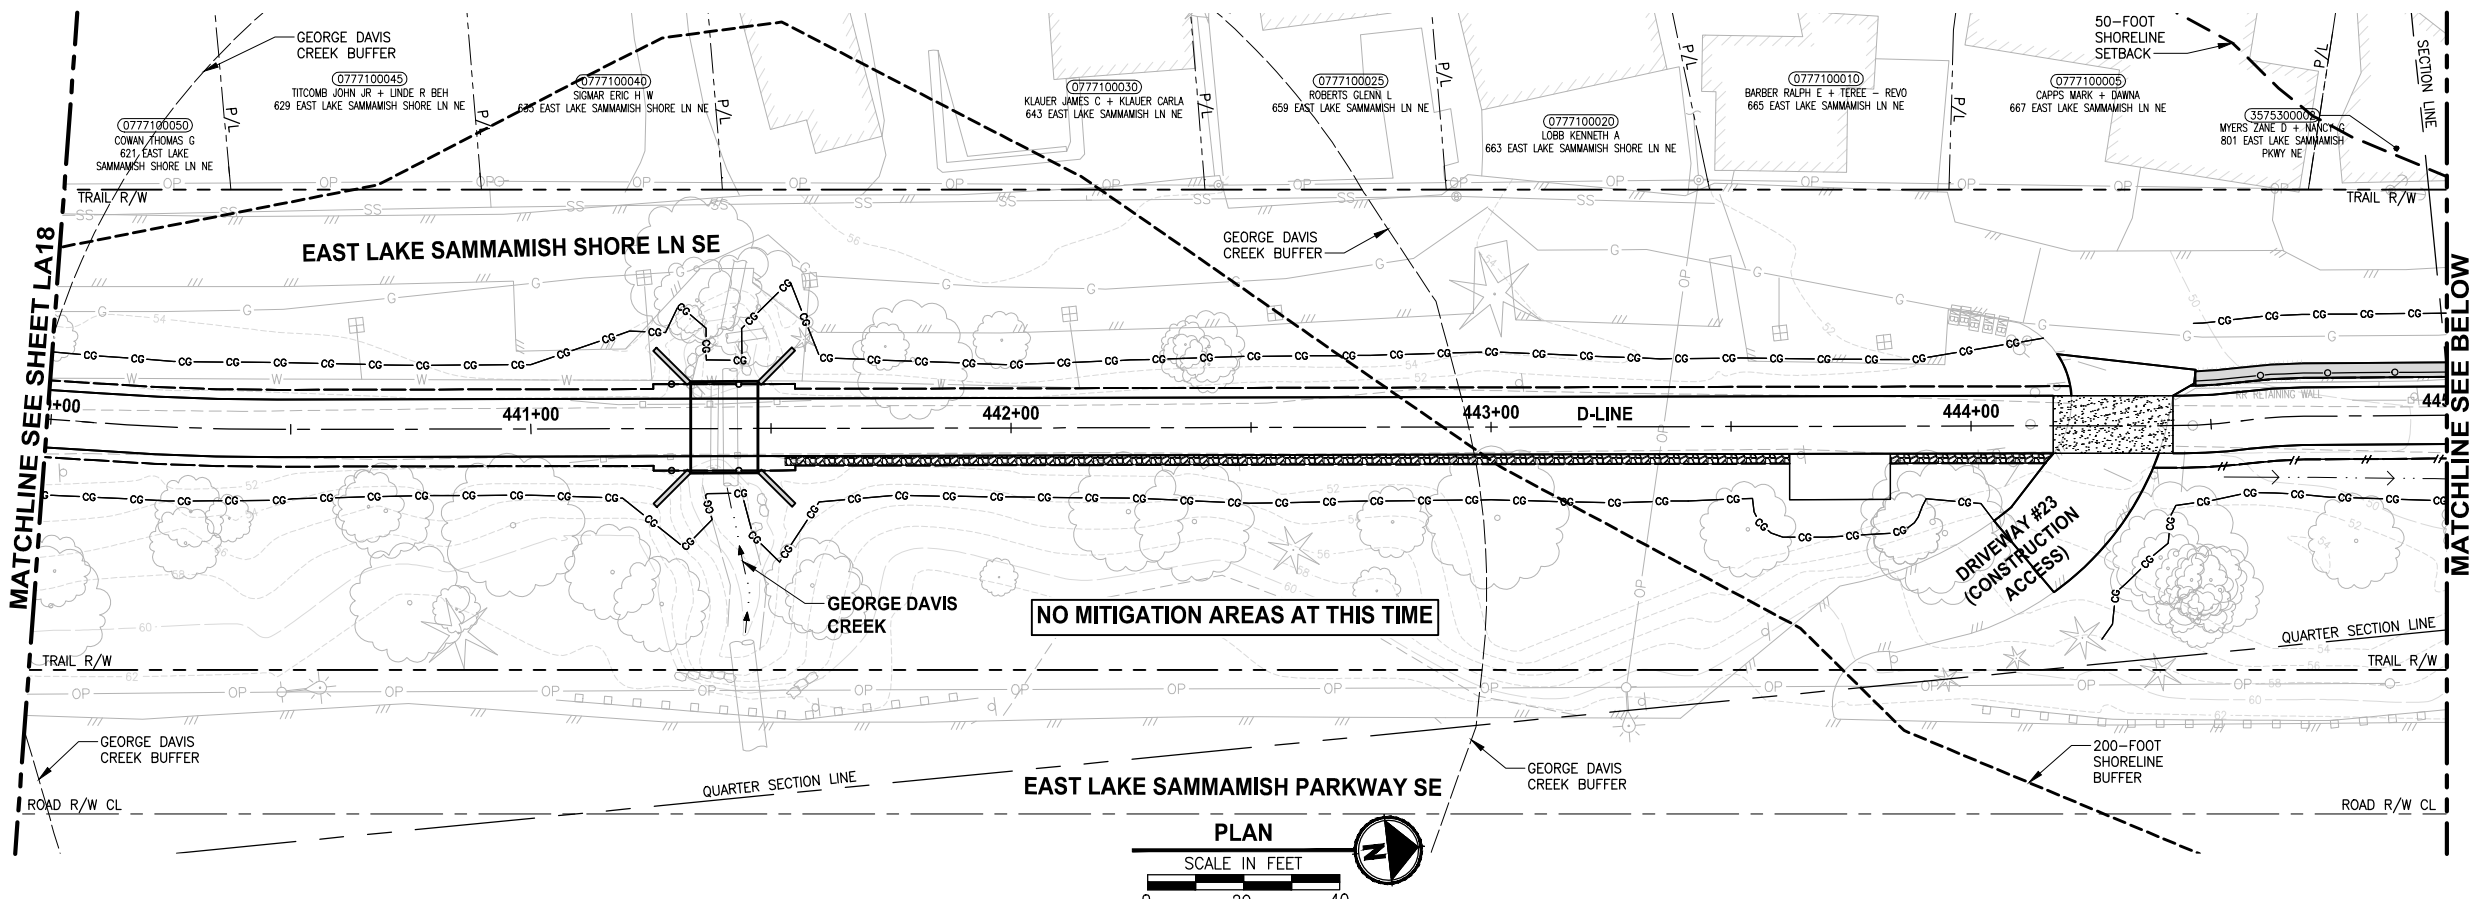 GEORGE DAVIS
CREEK BUFFER
50-FOOT
SHORELINE
SETBACK
SECTION LINE
P/L
P/L
P/L
P/L
P/L
P/L
P/L
P/L
0777100050
COWAN THOMAS G
621 EAST LAKE
SAMMAMISH SHORE LN NE
0777100045
TITCOMB JOHN JR + LINDE R BEH
629 EAST LAKE SAMMAMISH SHORE LN NE
0777100040
SIGMAR ERIC H W
635 EAST LAKE SAMMAMISH SHORE LN NE
0777100030
KLAUER JAMES C + KLAUER CARLA
643 EAST LAKE SAMMAMISH LN NE
0777100025
ROBERTS GLENN L
659 EAST LAKE SAMMAMISH LN NE
0777100020
LOBB KENNETH A
663 EAST LAKE SAMMAMISH SHORE LN NE
0777100010
BARBER RALPH E + TEREE - REVO
665 EAST LAKE SAMMAMISH LN NE
0777100005
CAPPS MARK + DAWNA
667 EAST LAKE SAMMAMISH LN NE
3575300002
MYERS ZANE D + NANCY G
801 EAST LAKE SAMMAMISH
PKWY NE
TRAIL R/W
TRAIL R/W
EAST LAKE SAMMAMISH SHORE LN SE
GEORGE DAVIS
CREEK BUFFER
MATCHLINE SEE SHEET LA18
MATCHLINE SEE BELOW
+00
441+00
442+00
443+00
D-LINE
444+00
445
RR RETAINING WALL
DRIVEWAY #23
(CONSTRUCTION
ACCESS)
GEORGE DAVIS
CREEK
NO MITIGATION AREAS AT THIS TIME
QUARTER SECTION LINE
TRAIL R/W
TRAIL R/W
GEORGE DAVIS
CREEK BUFFER
QUARTER SECTION LINE
EAST LAKE SAMMAMISH PARKWAY SE
GEORGE DAVIS
CREEK BUFFER
200-FOOT
SHORELINE
BUFFER
ROAD R/W CL
ROAD R/W CL
PLAN
N
SCALE IN FEET
0 20 40